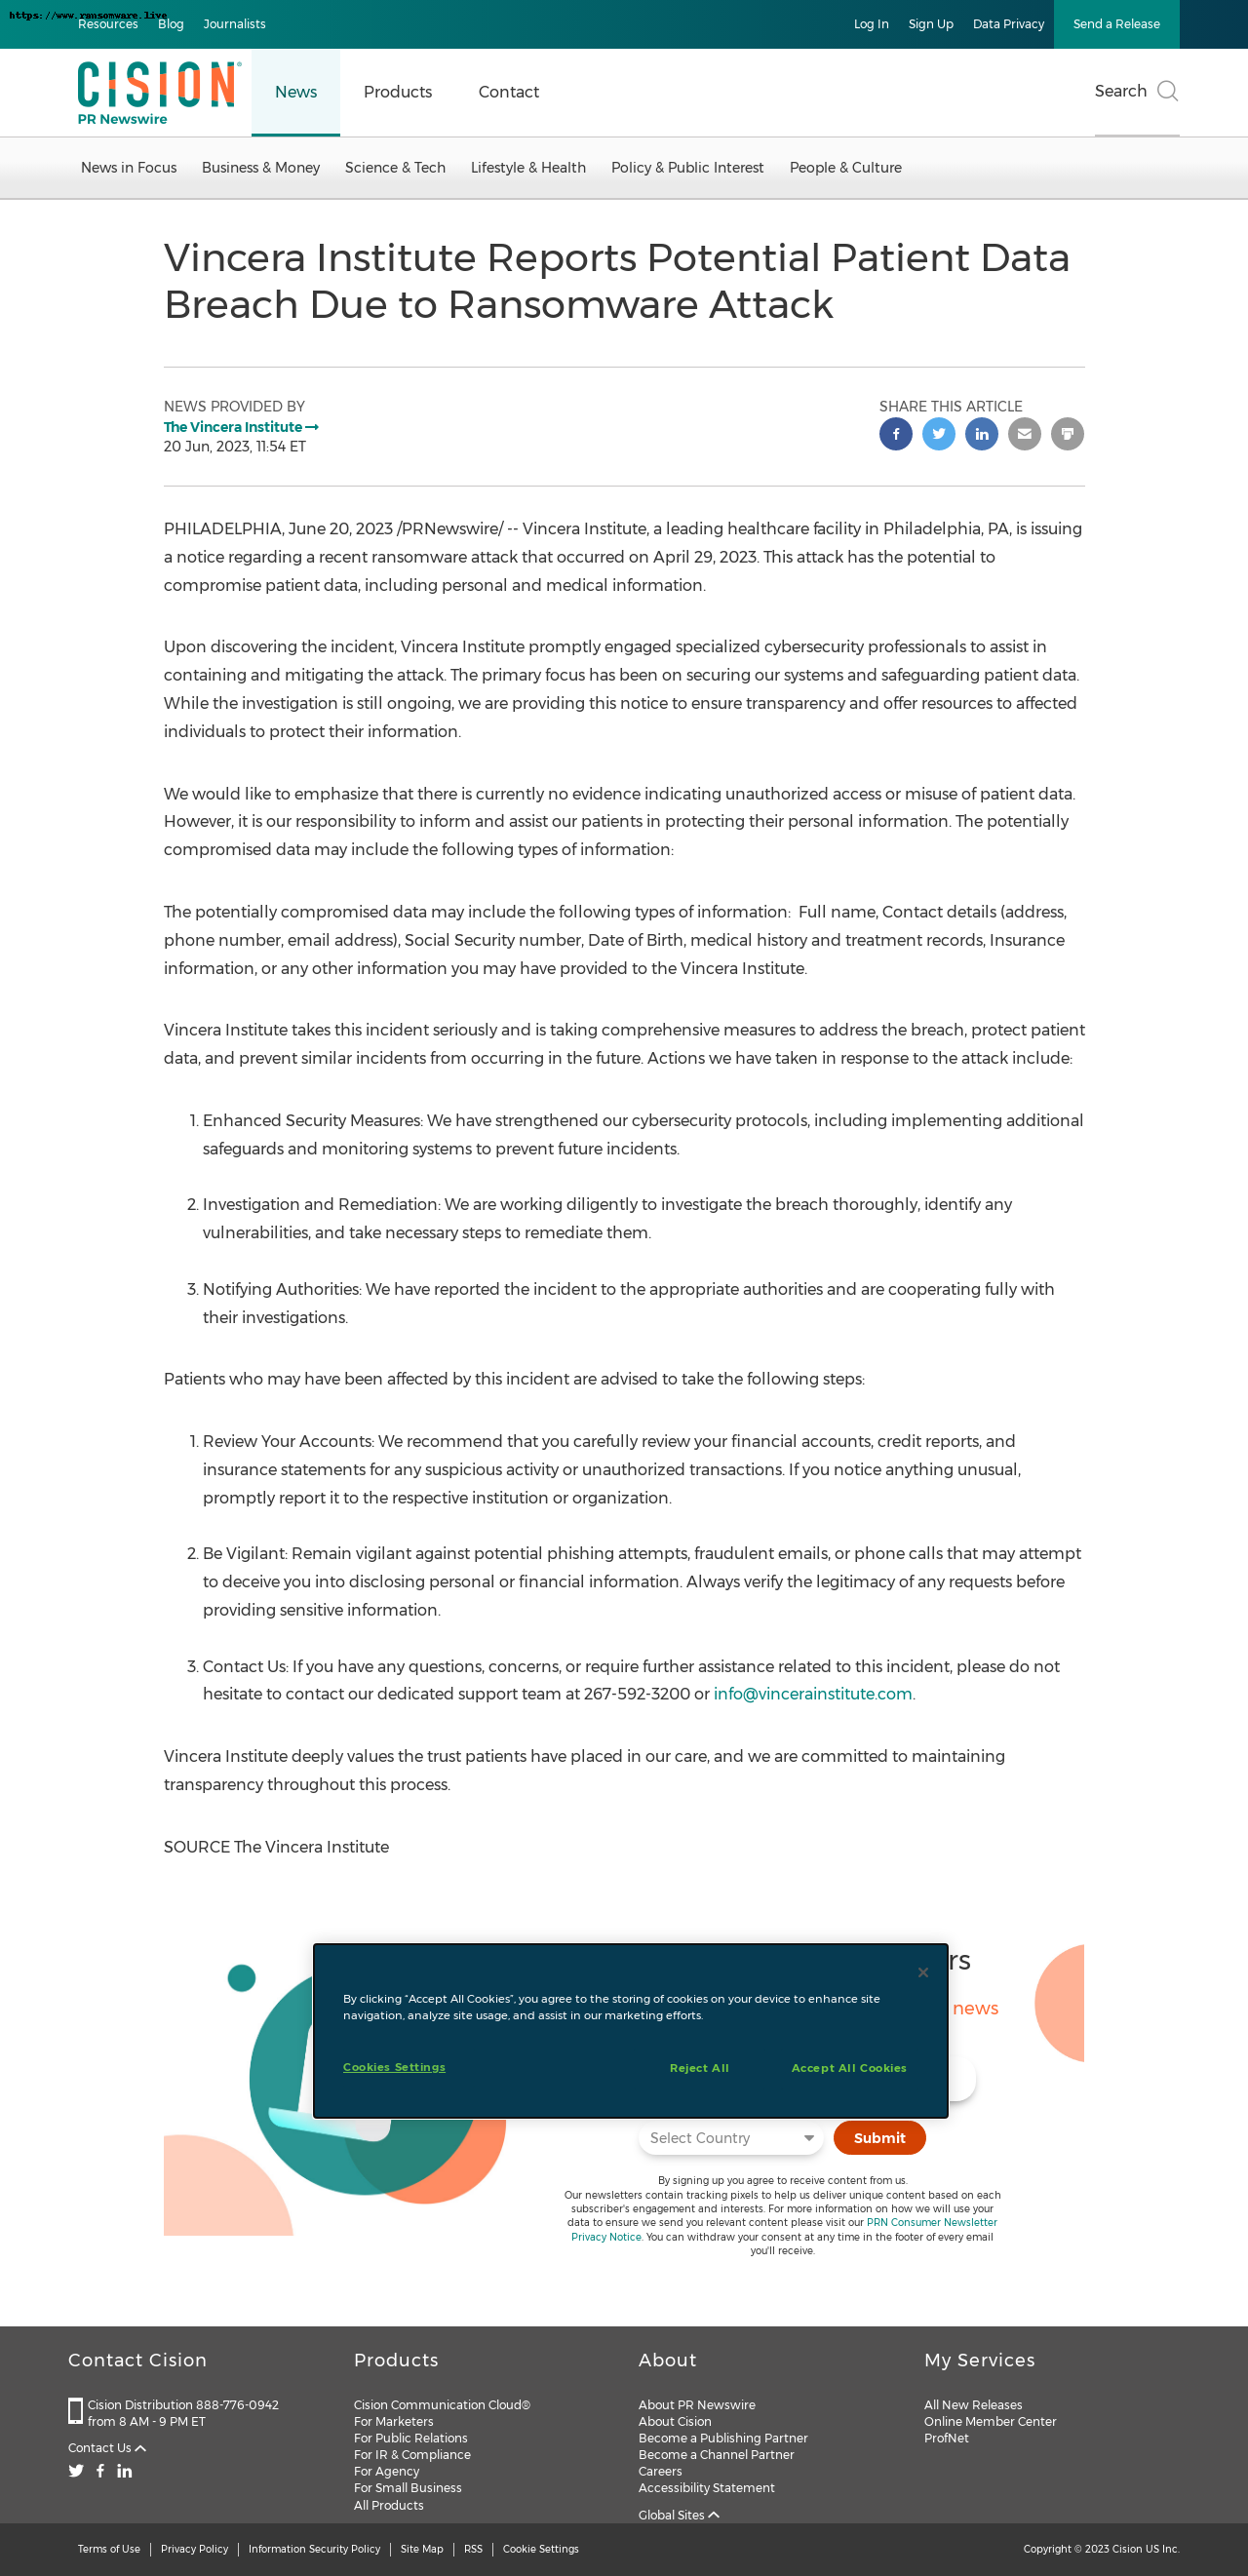 https://www.ransomware.live
Resources Blog Journalists Log In Sign Up Data Privacy Send a Release
CISION®
PR Newswire
News Products Contact Search
News in Focus Business & Money Science & Tech Lifestyle & Health Policy & Public Interest People & Culture
Vincera Institute Reports Potential Patient Data
Breach Due to Ransomware Attack
NEWS PROVIDED BY
The Vincera Institute
20 Jun, 2023, 11:54 ET
SHARE THIS ARTICLE
PHILADELPHIA, June 20, 2023 /PRNewswire/ -- Vincera Institute, a leading healthcare facility in Philadelphia, PA, is issuing
a notice regarding a recent ransomware attack that occurred on April 29, 2023. This attack has the potential to
compromise patient data, including personal and medical information.
Upon discovering the incident, Vincera Institute promptly engaged specialized cybersecurity professionals to assist in
containing and mitigating the attack. The primary focus has been on securing our systems and safeguarding patient data.
While the investigation is still ongoing, we are providing this notice to ensure transparency and offer resources to affected
individuals to protect their information.
We would like to emphasize that there is currently no evidence indicating unauthorized access or misuse of patient data.
However, it is our responsibility to inform and assist our patients in protecting their personal information. The potentially
compromised data may include the following types of information:
The potentially compromised data may include the following types of information:  Full name, Contact details (address,
phone number, email address), Social Security number, Date of Birth, medical history and treatment records, Insurance
information, or any other information you may have provided to the Vincera Institute.
Vincera Institute takes this incident seriously and is taking comprehensive measures to address the breach, protect patient
data, and prevent similar incidents from occurring in the future. Actions we have taken in response to the attack include:
1. Enhanced Security Measures: We have strengthened our cybersecurity protocols, including implementing additional
safeguards and monitoring systems to prevent future incidents.
2. Investigation and Remediation: We are working diligently to investigate the breach thoroughly, identify any
vulnerabilities, and take necessary steps to remediate them.
3. Notifying Authorities: We have reported the incident to the appropriate authorities and are cooperating fully with
their investigations.
Patients who may have been affected by this incident are advised to take the following steps:
1. Review Your Accounts: We recommend that you carefully review your financial accounts, credit reports, and
insurance statements for any suspicious activity or unauthorized transactions. If you notice anything unusual,
promptly report it to the respective institution or organization.
2. Be Vigilant: Remain vigilant against potential phishing attempts, fraudulent emails, or phone calls that may attempt
to deceive you into disclosing personal or financial information. Always verify the legitimacy of any requests before
providing sensitive information.
3. Contact Us: If you have any questions, concerns, or require further assistance related to this incident, please do not
hesitate to contact our dedicated support team at 267-592-3200 or info@vincerainstitute.com.
Vincera Institute deeply values the trust patients have placed in our care, and we are committed to maintaining
transparency throughout this process.
SOURCE The Vincera Institute
rs
news
By clicking “Accept All Cookies”, you agree to the storing of cookies on your device to enhance site
navigation, analyze site usage, and assist in our marketing efforts.
Cookies Settings Reject All Accept All Cookies
Select Country Submit
By signing up you agree to receive content from us.
Our newsletters contain tracking pixels to help us deliver unique content based on each
subscriber's engagement and interests. For more information on how we will use your
data to ensure we send you relevant content please visit our PRN Consumer Newsletter
Privacy Notice. You can withdraw your consent at any time in the footer of every email
you'll receive.
Contact Cision
Cision Distribution 888-776-0942
from 8 AM - 9 PM ET
Contact Us
Products
Cision Communication Cloud®
For Marketers
For Public Relations
For IR & Compliance
For Agency
For Small Business
All Products
About
About PR Newswire
About Cision
Become a Publishing Partner
Become a Channel Partner
Careers
Accessibility Statement
Global Sites
My Services
All New Releases
Online Member Center
ProfNet
Terms of Use Privacy Policy Information Security Policy Site Map RSS Cookie Settings Copyright © 2023 Cision US Inc.